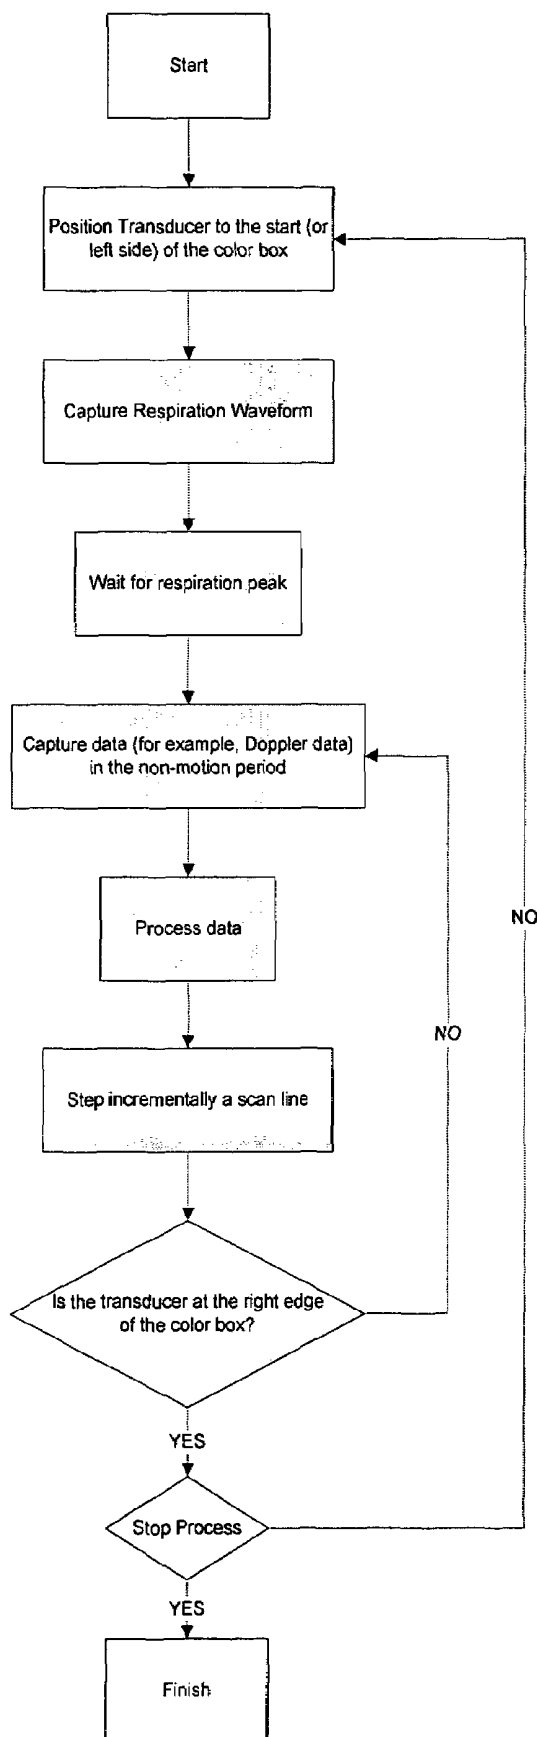 Start
Position Transducer to the start (or
left side) of the color box
Capture Respiration Waveform
Wait for respiration peak
Capture data (for example, Doppler data)
in the non-motion period
Process data
NO
NO
Step incrementally a scan line
Is the transducer at the right edge
of the color box?
YES
Stop Process
YES
Finish